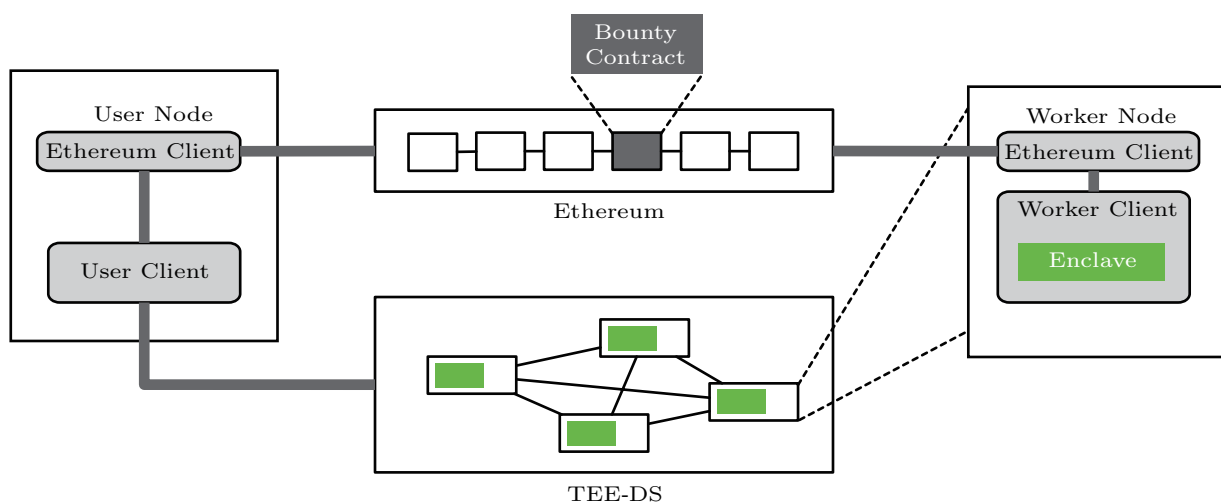 Bounty
Contract
User Node
Ethereum Client
User Client
Ethereum
TEE-DS
Worker Node
Ethereum Client
Worker Client
Enclave